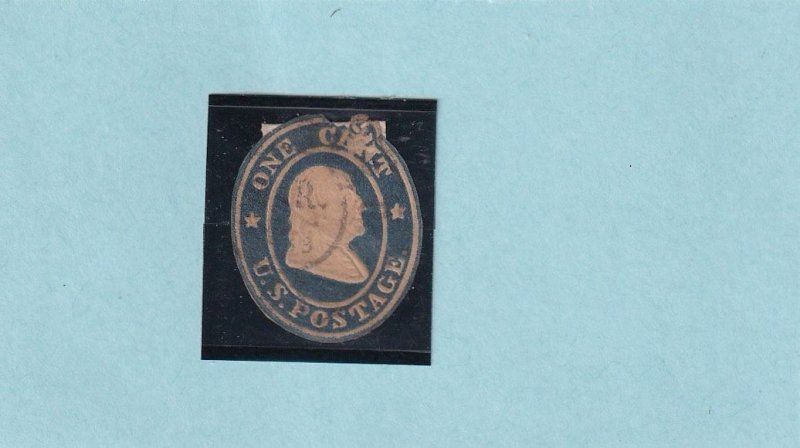 ONE CENT
U.S. POSTAGE.